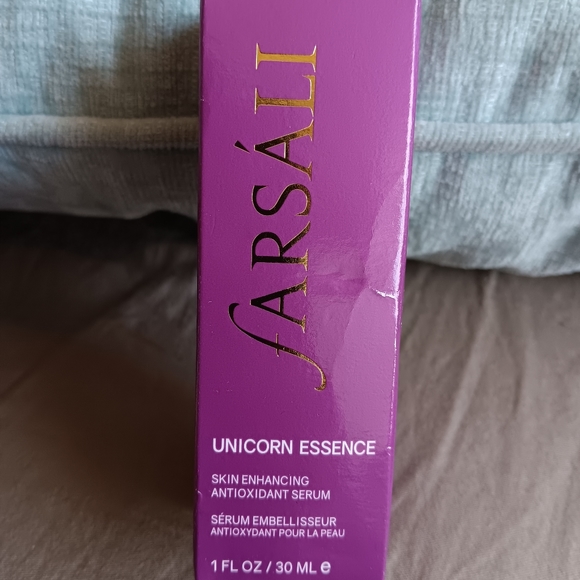 fARSÁLI
UNICORN ESSENCE
SKIN ENHANCING
ANTIOXIDANT SERUM
SÉRUM EMBELLISSEUR
ANTIOXYDANT POUR LA PEAU
1 FL OZ / 30 ML e